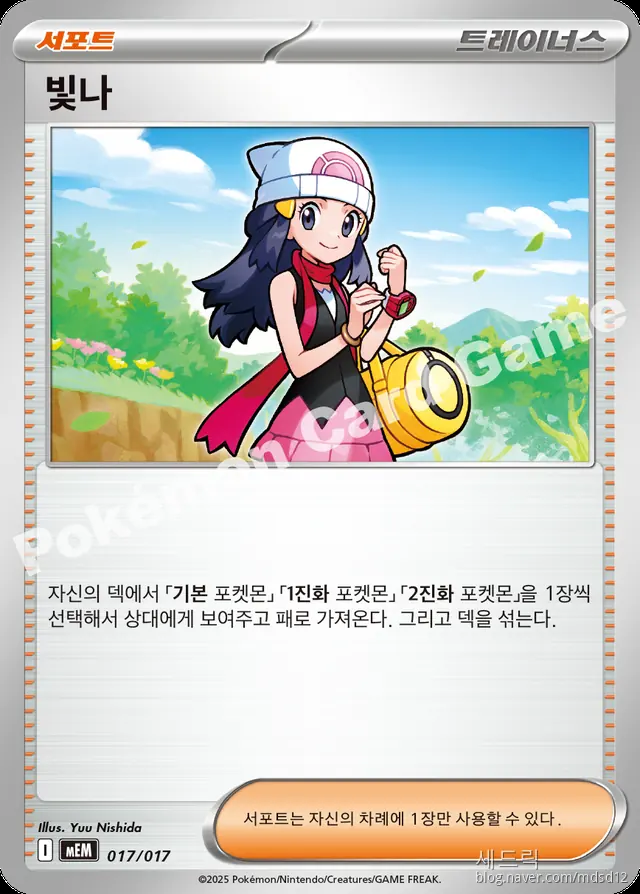 서포트
트레이너스
빛나
Pokémon Card Game
자신의 덱에서 「기본 포켓몬」 「1진화 포켓몬」 「2진화 포켓몬」을 1장씩
선택해서 상대에게 보여주고 패로 가져온다. 그리고 덱을 섞는다.
Illus. Yuu Nishida
서포트는 자신의 차례에 1장만 사용할 수 있다.
I mEM 017/017
©2025 Pokémon/Nintendo/Creatures/GAME FREAK.
세드릭
blog.naver.com/mdsd12